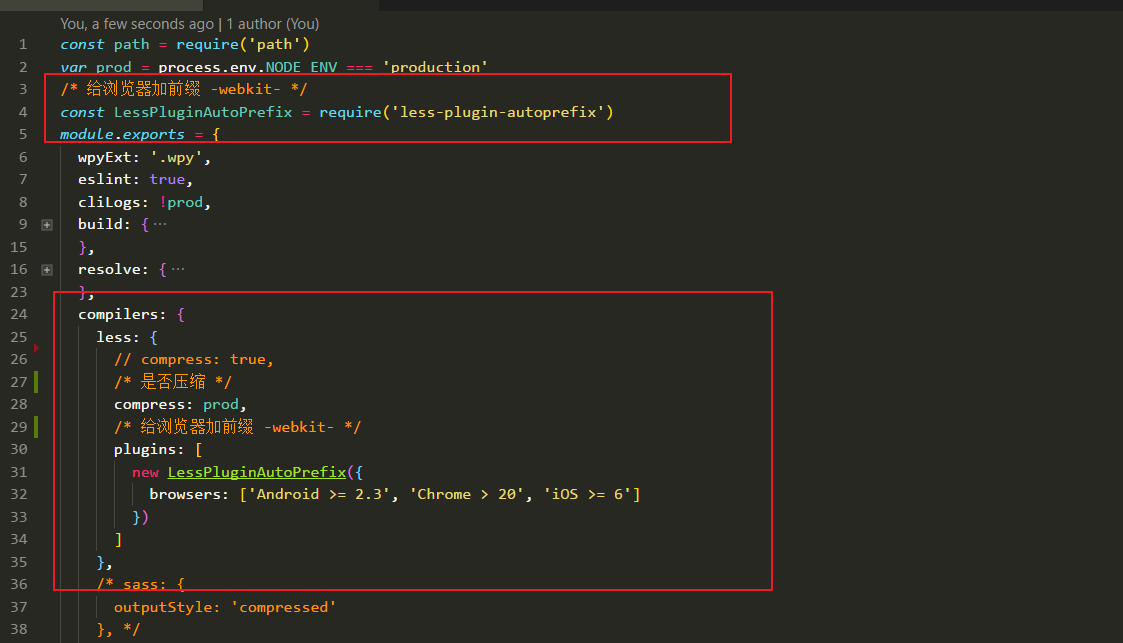 You, a few seconds ago | 1 author (You)
1 const path = require('path')
2 var prod = process.env.NODE_ENV === 'production'
3 /* 给浏览器加前缀 -webkit- */
4 const LessPluginAutoPrefix = require('less-plugin-autoprefix')
5 module.exports = {
6 wpyExt: '.wpy',
7 eslint: true,
8 cliLogs: !prod,
9 build: { ···
15 },
16 resolve: { ···
23 },
24 compilers: {
25 less: {
26 // compress: true,
27 /* 是否压缩 */
28 compress: prod,
29 /* 给浏览器加前缀 -webkit- */
30 plugins: [
31 new LessPluginAutoPrefix({
32 browsers: ['Android >= 2.3', 'Chrome > 20', 'iOS >= 6']
33 })
34 ]
35 },
36 /* sass: {
37 outputStyle: 'compressed'
38 }, */